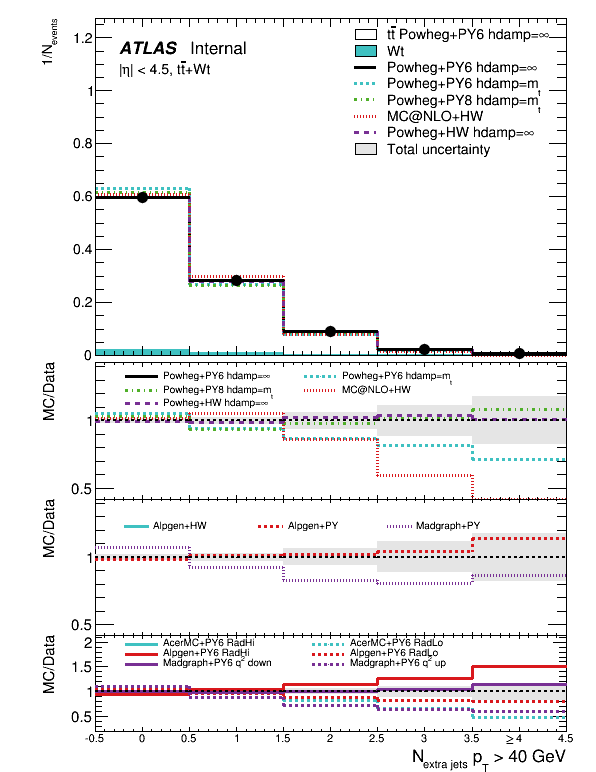 1/N_events
1.2
1
0.8
0.6
0.4
0.2
0
ATLAS Internal
|η| < 4.5, tt̄+Wt
tt̄ Powheg+PY6 hdamp=∞
Wt
Powheg+PY6 hdamp=∞
Powheg+PY6 hdamp=m_t
Powheg+PY8 hdamp=m_t
MC@NLO+HW
Powheg+HW hdamp=∞
Total uncertainty
MC/Data
1
0.5
Powheg+PY6 hdamp=∞ Powheg+PY6 hdamp=m_t
Powheg+PY8 hdamp=m_t MC@NLO+HW
Powheg+HW hdamp=∞
MC/Data
1
0.5
Alpgen+HW Alpgen+PY Madgraph+PY
MC/Data
2
1.5
1
0.5
AcerMC+PY6 RadHi AcerMC+PY6 RadLo
Alpgen+PY6 RadHi Alpgen+PY6 RadLo
Madgraph+PY6 q² down Madgraph+PY6 q² up
-0.5 0 0.5 1 1.5 2 2.5 3 3.5 ≥4 4.5
N_extra jets p_T > 40 GeV